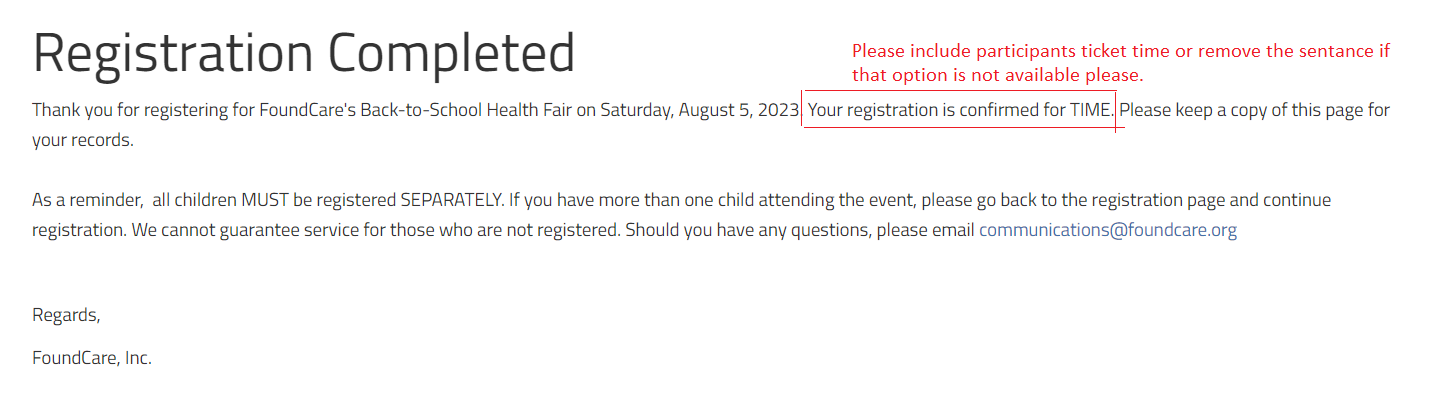 Registration Completed
Please include participants ticket time or remove the sentence if
that option is not available please.
Thank you for registering for FoundCare's Back-to-School Health Fair on Saturday, August 5, 2023. Your registration is confirmed for TIME. Please keep a copy of this page for
your records.
As a reminder,  all children MUST be registered SEPARATELY. If you have more than one child attending the event, please go back to the registration page and continue
registration. We cannot guarantee service for those who are not registered. Should you have any questions, please email communications@foundcare.org
Regards,
FoundCare, Inc.